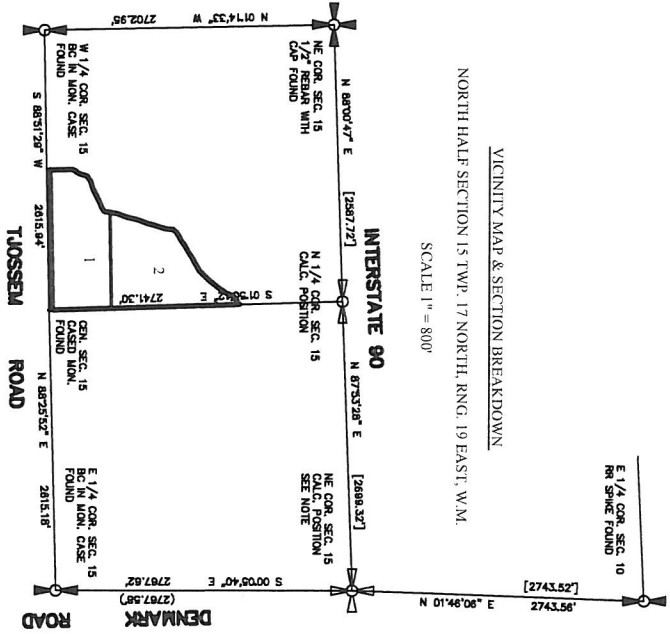 VICINITY MAP & SECTION BREAKDOWN
NORTH HALF SECTION 15 TWP. 17 NORTH, RNG. 19 EAST, W.M.
SCALE 1" = 800'
E 1/4 COR. SEC. 10
RR SPIKE FOUND
[2743.52']
N 01°46'06" E 2743.56'
INTERSTATE 90
NE COR. SEC. 15
1/2" REBAR WITH
CAP FOUND
N 88°00'47" E [2587.72']
N 1/4 COR. SEC. 15
CALC. POSITION
N 87°53'28" E [2699.32']
NE COR. SEC. 15
CALC. POSITION
SEE NOTE
N 01°14'33" W 2702.95'
2741.30'
2
1
S 00°05'40" E 2767.62'
(2767.58')
DENMARK ROAD
W 1/4 COR. SEC. 15
BC IN MON. CASE
FOUND
S 88°51'29" W 2615.94'
CEN. SEC. 15
CASED MON.
FOUND
N 88°25'52" E 2615.18'
E 1/4 COR. SEC. 15
BC IN MON. CASE
FOUND
TJOSSEM ROAD